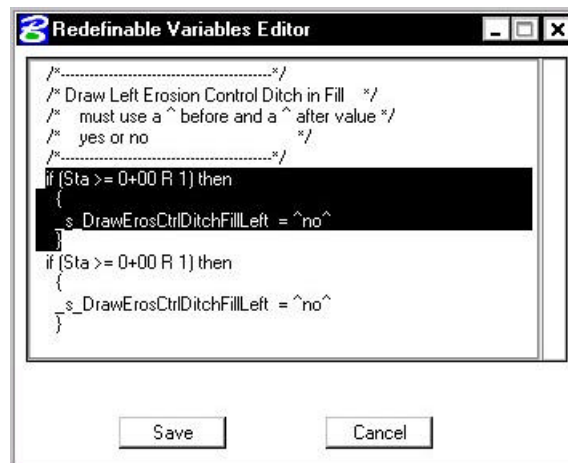 Redefinable Variables Editor
/*------------------------------------------*/
/* Draw Left Erosion Control Ditch in Fill */
/* must use a ^ before and a ^ after value */
/* yes or no */
/*------------------------------------------*/
if (Sta >= 0+00 R 1) then
{
_s_DrawErosCtrlDitchFillLeft = ^no^
}
if (Sta >= 0+00 R 1) then
{
_s_DrawErosCtrlDitchFillLeft = ^no^
}
Save Cancel